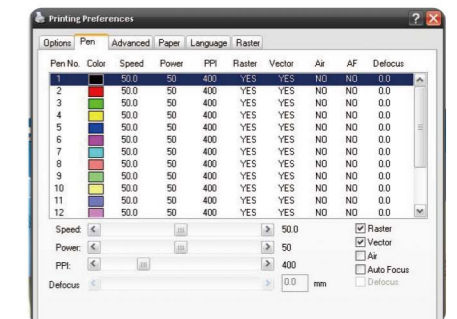 Printing Preferences
Options Pen Advanced Paper Language Raster
Pen No. Color Speed Power PPI Raster Vector Air AF Defocus
1 50.0 50 400 YES YES NO NO 0.0
2 50.0 50 400 YES YES NO NO 0.0
3 50.0 50 400 YES YES NO NO 0.0
4 50.0 50 400 YES YES NO NO 0.0
5 50.0 50 400 YES YES NO NO 0.0
6 50.0 50 400 YES YES NO NO 0.0
7 50.0 50 400 YES YES NO NO 0.0
8 50.0 50 400 YES YES NO NO 0.0
9 50.0 50 400 YES YES NO NO 0.0
10 50.0 50 400 YES YES NO NO 0.0
11 50.0 50 400 YES YES NO NO 0.0
12 50.0 50 400 YES YES NO NO 0.0
Speed: 50.0
Power: 50
PPI: 400
Defocus 0.0 mm
Raster
Vector
Air
Auto Focus
Defocus